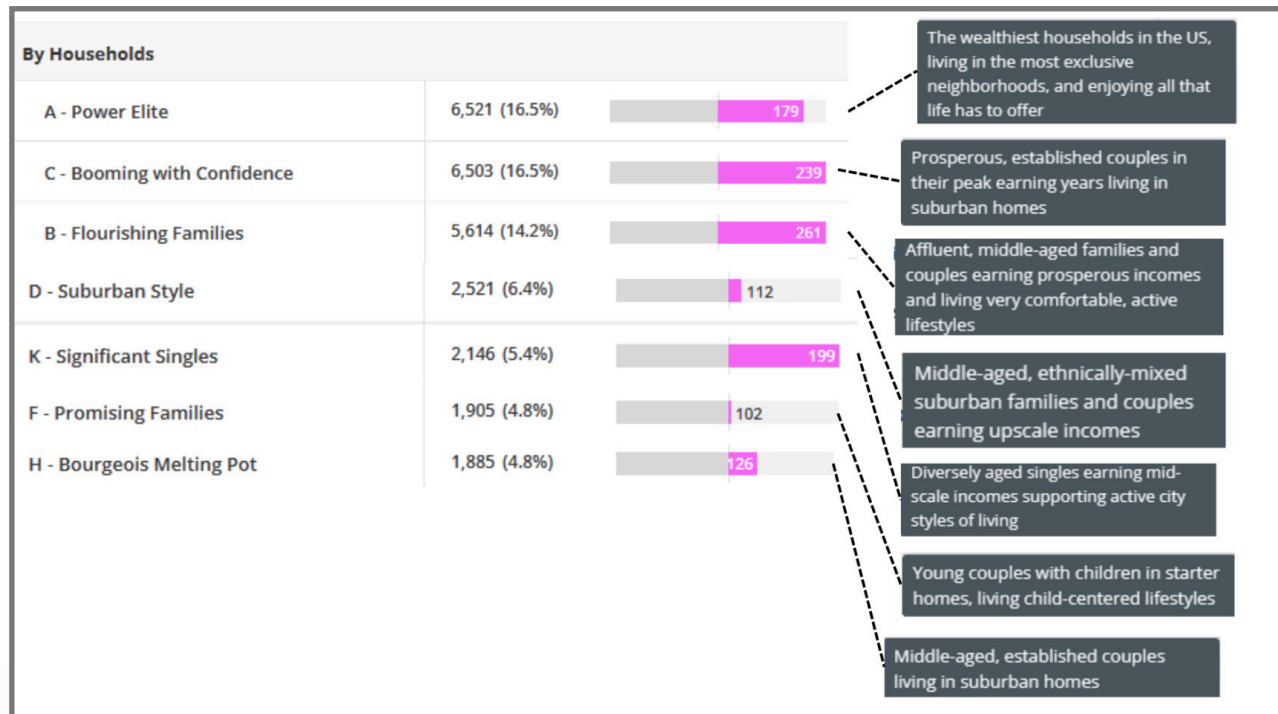 By Households
A - Power Elite
6,521 (16.5%)
179
The wealthiest households in the US,
living in the most exclusive
neighborhoods, and enjoying all that
life has to offer
C - Booming with Confidence
6,503 (16.5%)
239
Prosperous, established couples in
their peak earning years living in
suburban homes
B - Flourishing Families
5,614 (14.2%)
261
Affluent, middle-aged families and
couples earning prosperous incomes
and living very comfortable, active
lifestyles
D - Suburban Style
2,521 (6.4%)
112
Middle-aged, ethnically-mixed
suburban families and couples
earning upscale incomes
K - Significant Singles
2,146 (5.4%)
199
Diversely aged singles earning mid-
scale incomes supporting active city
styles of living
F - Promising Families
1,905 (4.8%)
102
Young couples with children in starter
homes, living child-centered lifestyles
H - Bourgeois Melting Pot
1,885 (4.8%)
126
Middle-aged, established couples
living in suburban homes